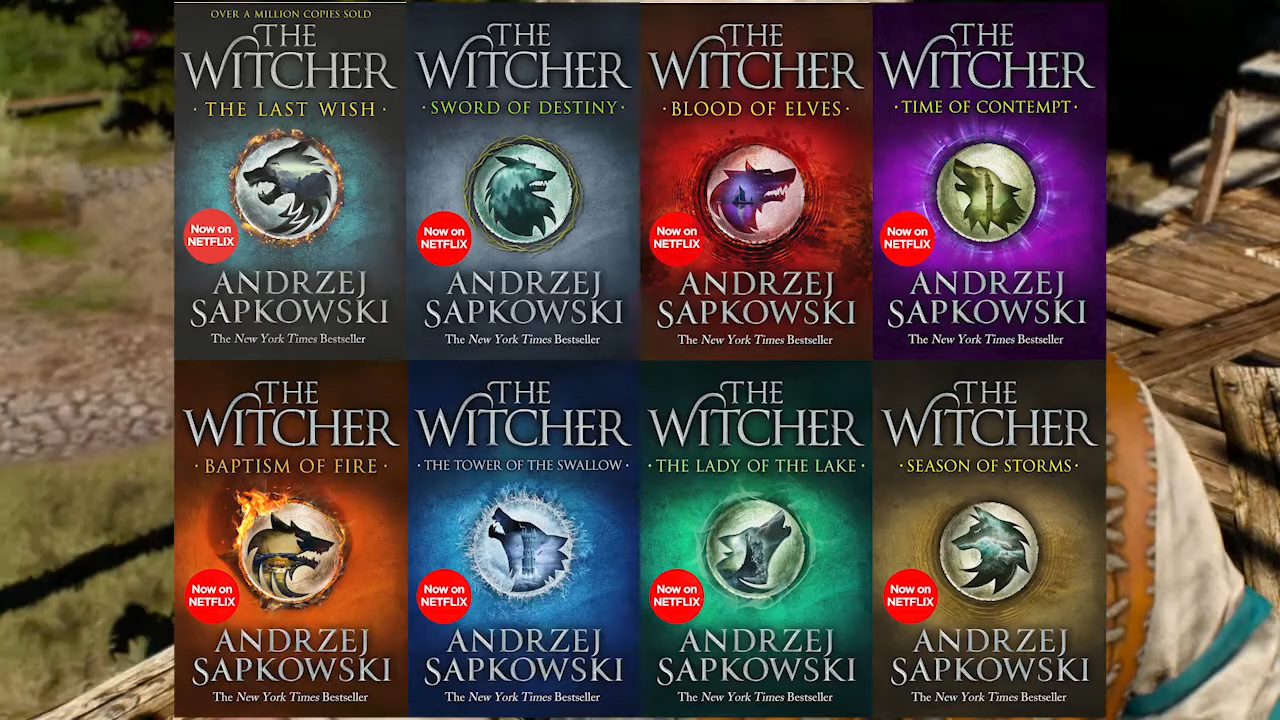 OVER A MILLION COPIES SOLD
THE
WITCHER
· THE LAST WISH ·
Now on
NETFLIX
ANDRZEJ
SAPKOWSKI
The New York Times Bestseller
THE
WITCHER
· SWORD OF DESTINY ·
Now on
NETFLIX
ANDRZEJ
SAPKOWSKI
The New York Times Bestseller
THE
WITCHER
· BLOOD OF ELVES ·
Now on
NETFLIX
ANDRZEJ
SAPKOWSKI
The New York Times Bestseller
THE
WITCHER
· TIME OF CONTEMPT ·
Now on
NETFLIX
ANDRZEJ
SAPKOWSKI
The New York Times Bestseller
THE
WITCHER
· BAPTISM OF FIRE ·
Now on
NETFLIX
ANDRZEJ
SAPKOWSKI
The New York Times Bestseller
THE
WITCHER
· THE TOWER OF THE SWALLOW ·
Now on
NETFLIX
ANDRZEJ
SAPKOWSKI
The New York Times Bestseller
THE
WITCHER
· THE LADY OF THE LAKE ·
Now on
NETFLIX
ANDRZEJ
SAPKOWSKI
The New York Times Bestseller
THE
WITCHER
· SEASON OF STORMS ·
Now on
NETFLIX
ANDRZEJ
SAPKOWSKI
The New York Times Bestseller